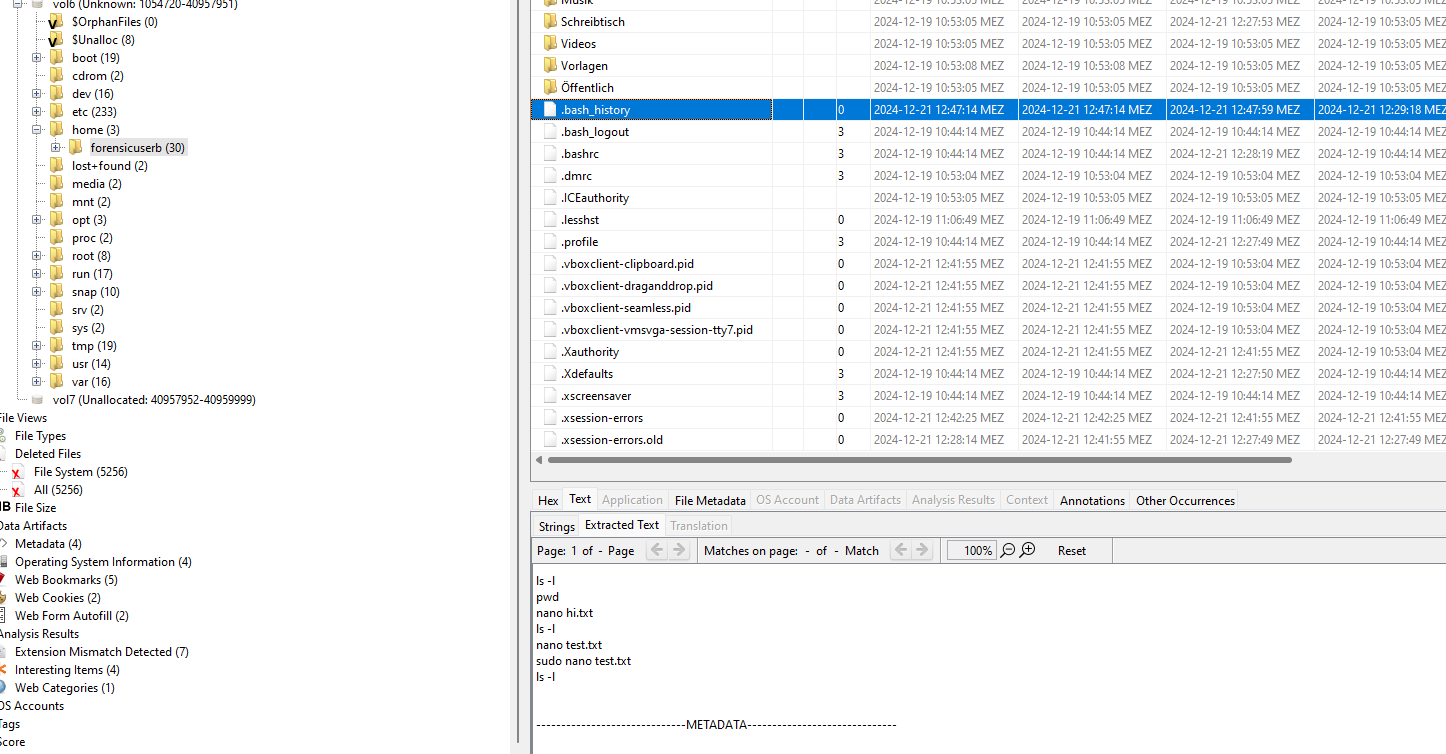 vol6 (Unknown: 1054720-40957951)
$OrphanFiles (0)
$Unalloc (8)
boot (19)
cdrom (2)
dev (16)
etc (233)
home (3)
forensicuserb (30)
lost+found (2)
media (2)
mnt (2)
opt (3)
proc (2)
root (8)
run (17)
snap (10)
srv (2)
sys (2)
tmp (19)
usr (14)
var (16)
vol7 (Unallocated: 40957952-40959999)
File Views
File Types
Deleted Files
File System (5256)
All (5256)
MB File Size
Data Artifacts
Metadata (4)
Operating System Information (4)
Web Bookmarks (5)
Web Cookies (2)
Web Form Autofill (2)
Analysis Results
Extension Mismatch Detected (7)
Interesting Items (4)
Web Categories (1)
OS Accounts
Tags
Score
Musik 2024-12-19 10:53:05 MEZ 2024-12-19 10:53:05 MEZ 2024-12-19 10:53:05 MEZ 2024-12-19 10:53:05 MEZ
Schreibtisch 2024-12-19 10:53:05 MEZ 2024-12-19 10:53:05 MEZ 2024-12-21 12:27:53 MEZ 2024-12-19 10:53:05 MEZ
Videos 2024-12-19 10:53:05 MEZ 2024-12-19 10:53:05 MEZ 2024-12-19 10:53:05 MEZ 2024-12-19 10:53:05 MEZ
Vorlagen 2024-12-19 10:53:08 MEZ 2024-12-19 10:53:08 MEZ 2024-12-19 10:53:05 MEZ 2024-12-19 10:53:05 MEZ
Öffentlich 2024-12-19 10:53:05 MEZ 2024-12-19 10:53:05 MEZ 2024-12-19 10:53:05 MEZ 2024-12-19 10:53:05 MEZ
.bash_history 0 2024-12-21 12:47:14 MEZ 2024-12-21 12:47:14 MEZ 2024-12-21 12:47:59 MEZ 2024-12-21 12:29:18 MEZ
.bash_logout 3 2024-12-19 10:44:14 MEZ 2024-12-19 10:44:14 MEZ 2024-12-19 10:44:14 MEZ 2024-12-19 10:44:14 MEZ
.bashrc 3 2024-12-19 10:44:14 MEZ 2024-12-19 10:44:14 MEZ 2024-12-21 12:28:19 MEZ 2024-12-19 10:44:14 MEZ
.dmrc 3 2024-12-19 10:53:04 MEZ 2024-12-19 10:53:04 MEZ 2024-12-19 10:53:04 MEZ 2024-12-19 10:53:04 MEZ
.ICEauthority 2024-12-19 10:53:05 MEZ 2024-12-19 10:53:05 MEZ 2024-12-19 10:53:05 MEZ 2024-12-19 10:53:05 MEZ
.lesshst 0 2024-12-19 11:06:49 MEZ 2024-12-19 11:06:49 MEZ 2024-12-19 11:06:49 MEZ 2024-12-19 11:06:49 MEZ
.profile 3 2024-12-19 10:44:14 MEZ 2024-12-19 10:44:14 MEZ 2024-12-21 12:27:49 MEZ 2024-12-19 10:44:14 MEZ
.vboxclient-clipboard.pid 0 2024-12-21 12:41:55 MEZ 2024-12-21 12:41:55 MEZ 2024-12-19 10:53:04 MEZ 2024-12-19 10:53:04 MEZ
.vboxclient-draganddrop.pid 0 2024-12-21 12:41:55 MEZ 2024-12-21 12:41:55 MEZ 2024-12-19 10:53:04 MEZ 2024-12-19 10:53:04 MEZ
.vboxclient-seamless.pid 0 2024-12-21 12:41:55 MEZ 2024-12-21 12:41:55 MEZ 2024-12-19 10:53:04 MEZ 2024-12-19 10:53:04 MEZ
.vboxclient-vmsvga-session-tty7.pid 0 2024-12-21 12:41:55 MEZ 2024-12-21 12:41:55 MEZ 2024-12-19 10:53:04 MEZ 2024-12-19 10:53:04 MEZ
.Xauthority 0 2024-12-21 12:41:55 MEZ 2024-12-21 12:41:55 MEZ 2024-12-21 12:41:55 MEZ 2024-12-19 10:53:04 MEZ
.Xdefaults 3 2024-12-19 10:44:14 MEZ 2024-12-19 10:44:14 MEZ 2024-12-21 12:27:50 MEZ 2024-12-19 10:44:14 MEZ
.xscreensaver 3 2024-12-19 10:44:14 MEZ 2024-12-19 10:44:14 MEZ 2024-12-19 10:44:14 MEZ 2024-12-19 10:44:14 MEZ
.xsession-errors 0 2024-12-21 12:42:25 MEZ 2024-12-21 12:42:25 MEZ 2024-12-21 12:41:55 MEZ 2024-12-21 12:41:55 MEZ
.xsession-errors.old 0 2024-12-21 12:28:14 MEZ 2024-12-21 12:41:55 MEZ 2024-12-21 12:27:49 MEZ 2024-12-21 12:27:49 MEZ
Hex Text Application File Metadata OS Account Data Artifacts Analysis Results Context Annotations Other Occurrences
Strings Extracted Text Translation
Page: 1 of - Page Matches on page: - of - Match 100% Reset
ls -l
pwd
nano hi.txt
ls -l
nano test.txt
sudo nano test.txt
ls -l
------------------------------METADATA------------------------------